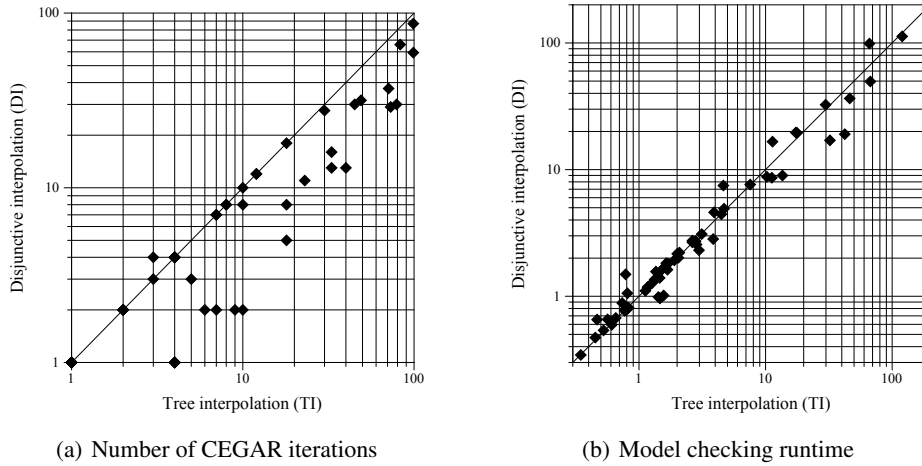 100
10
1
Disjunctive interpolation (DI)
1 10 100
Tree interpolation (TI)
(a) Number of CEGAR iterations
100
10
1
Disjunctive interpolation (DI)
1 10 100
Tree interpolation (TI)
(b) Model checking runtime